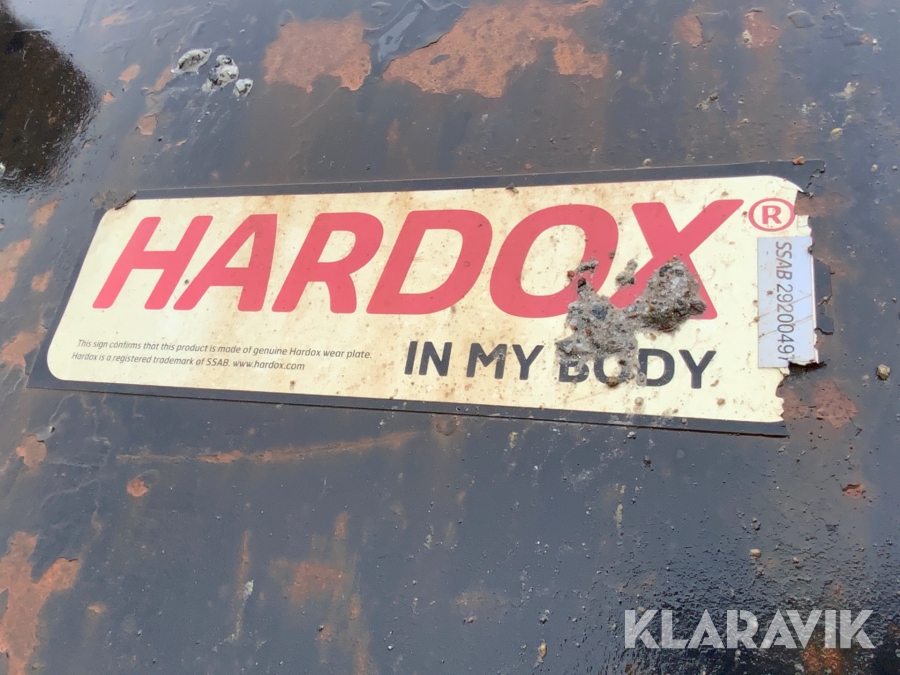 HARDOX®
IN MY BODY
This sign confirms that this product is made of genuine Hardox wear plate.
Hardox is a registered trademark of SSAB. www.hardox.com
SSAB 2920049
KLARAVIK